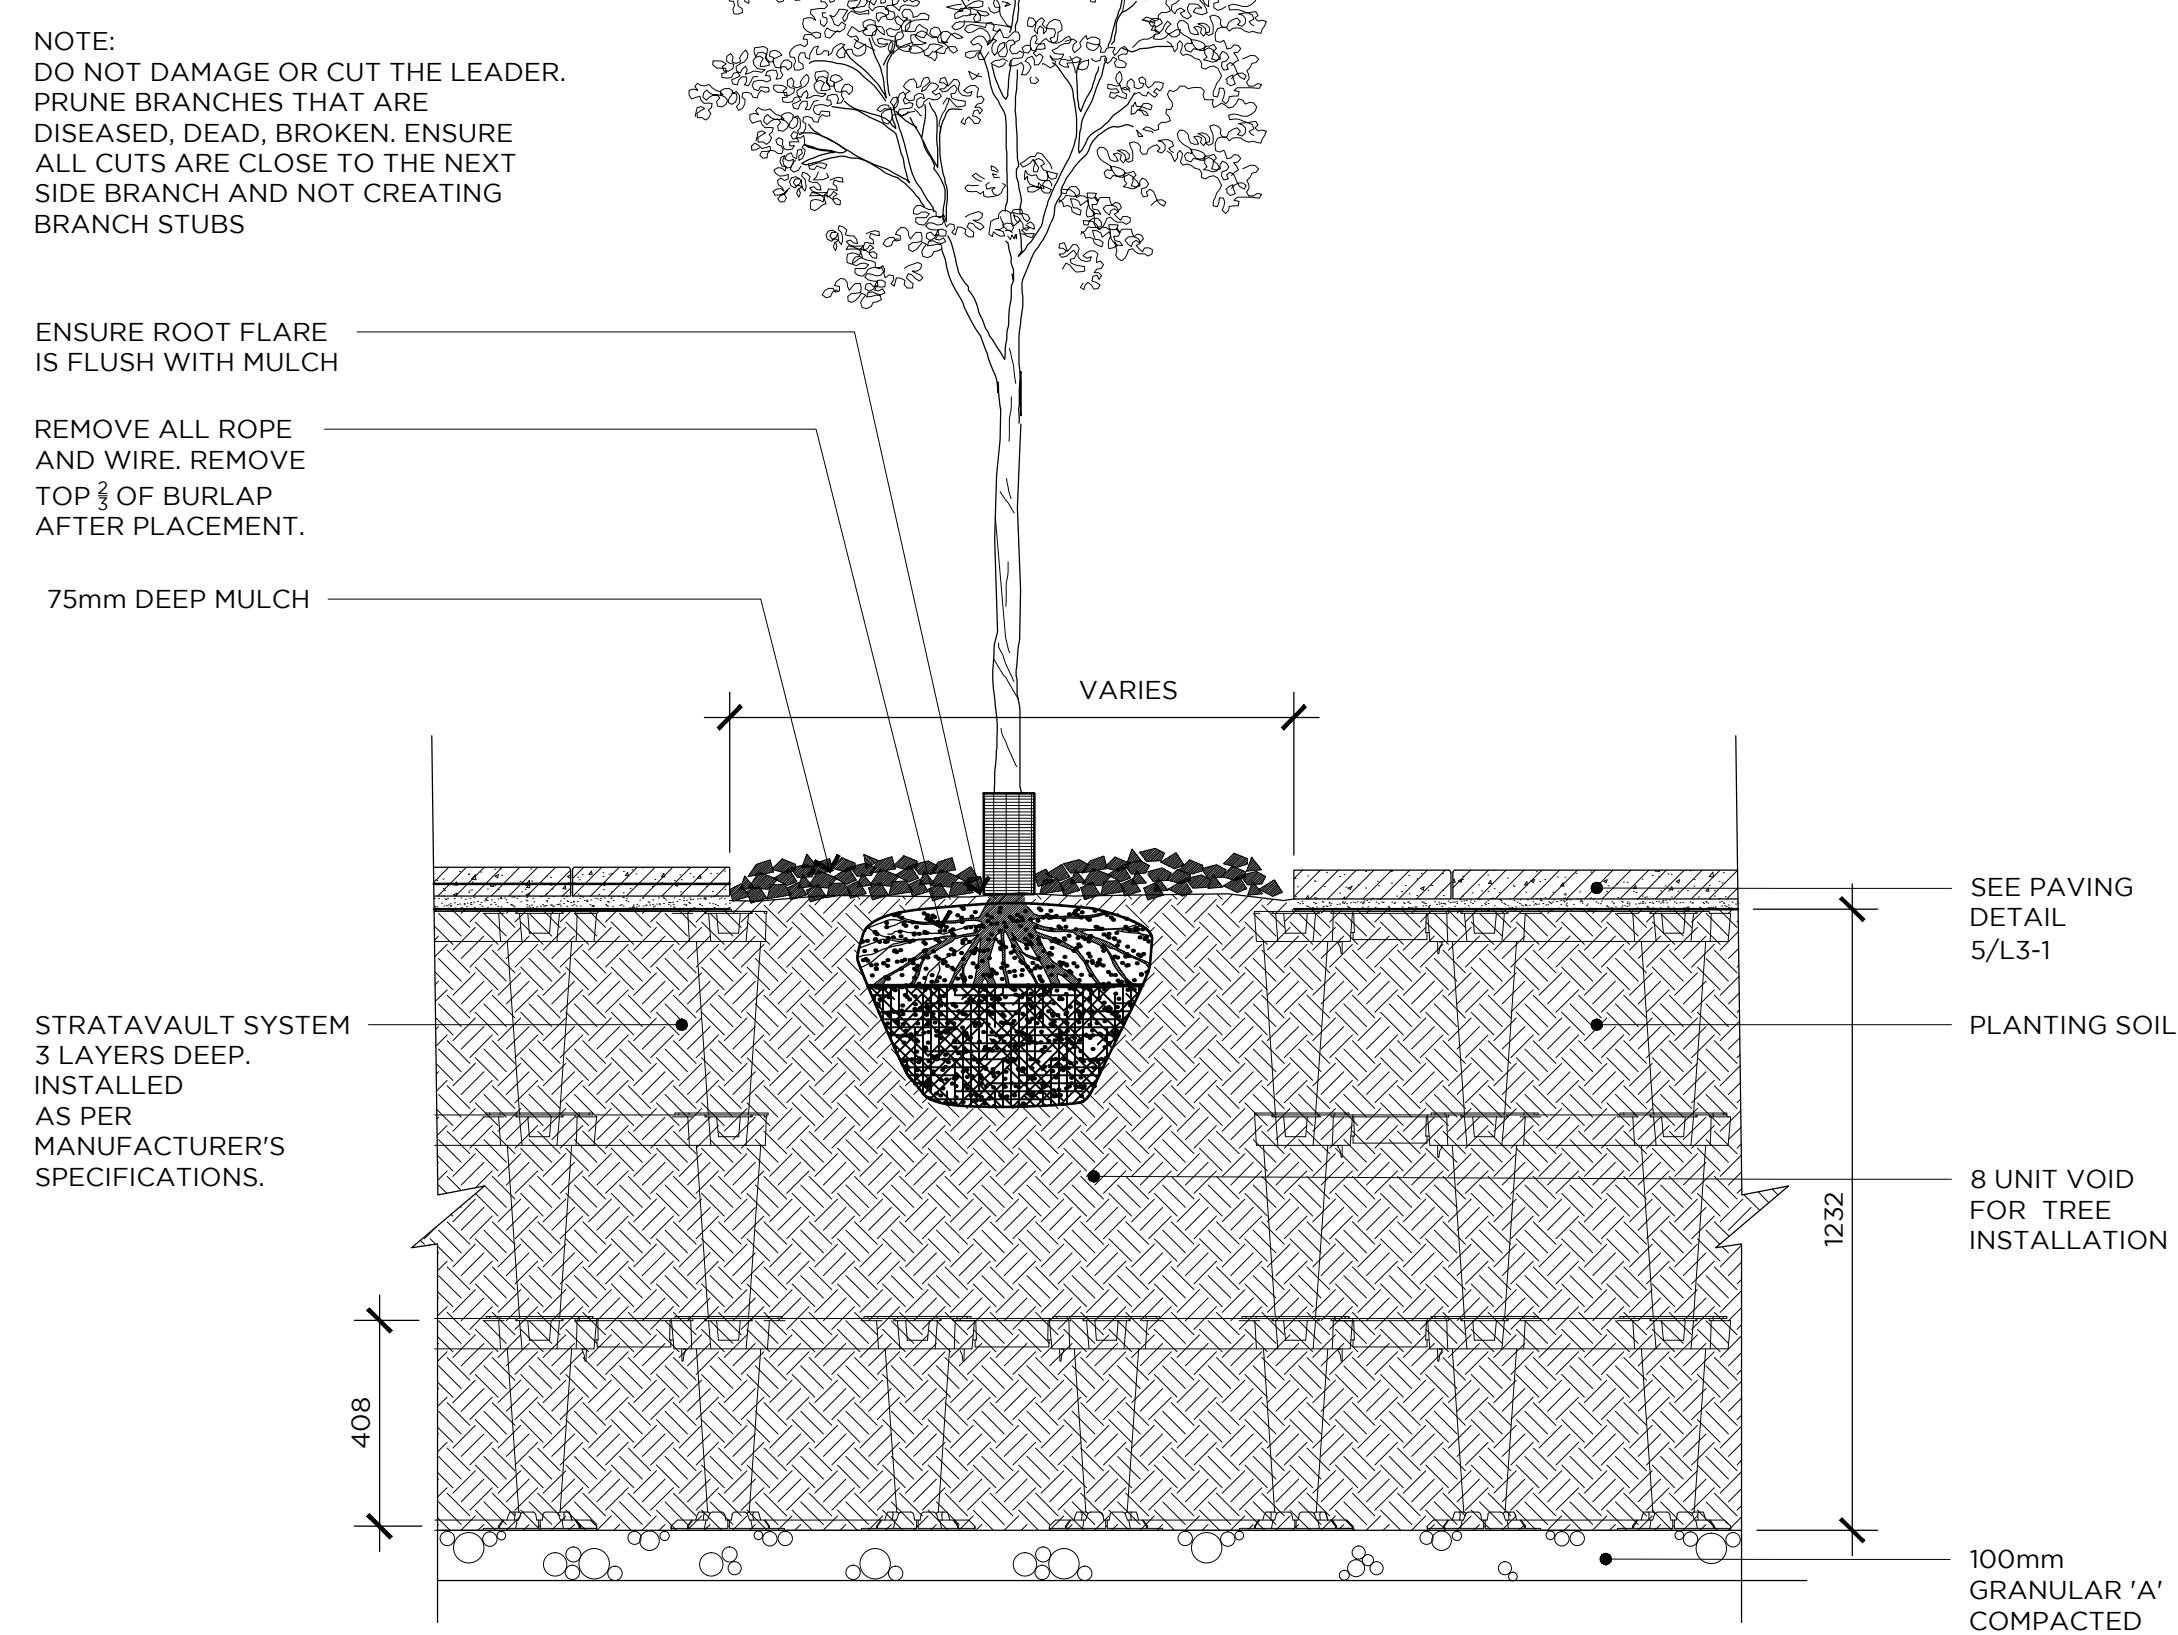 NOTE:
DO NOT DAMAGE OR CUT THE LEADER.
PRUNE BRANCHES THAT ARE
DISEASED, DEAD, BROKEN. ENSURE
ALL CUTS ARE CLOSE TO THE NEXT
SIDE BRANCH AND NOT CREATING
BRANCH STUBS
ENSURE ROOT FLARE
IS FLUSH WITH MULCH
REMOVE ALL ROPE
AND WIRE. REMOVE
TOP 2/3 OF BURLAP
AFTER PLACEMENT.
75mm DEEP MULCH
VARIES
SEE PAVING
DETAIL
5/L3-1
STRATAVAULT SYSTEM
3 LAYERS DEEP.
INSTALLED
AS PER
MANUFACTURER'S
SPECIFICATIONS.
PLANTING SOIL
8 UNIT VOID
FOR TREE
INSTALLATION
1232
408
100mm
GRANULAR 'A'
COMPACTED